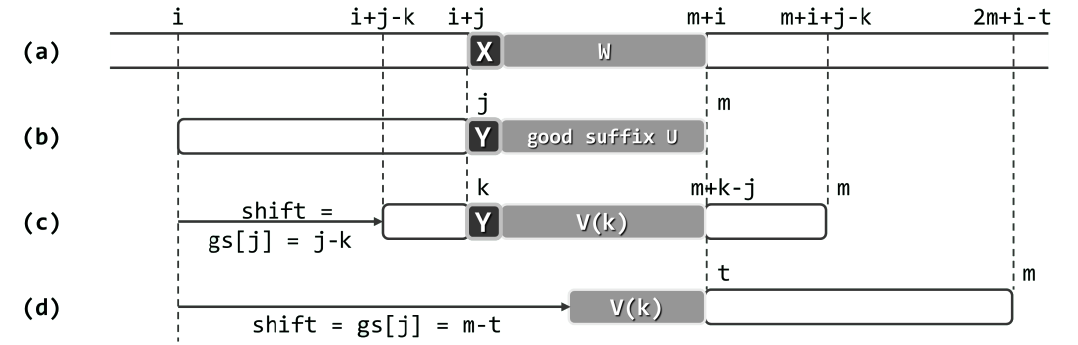 i i+j-k i+j m+i m+i+j-k 2m+i-t
(a) X W
j m
(b) Y good suffix U
k m+k-j m
(c) shift = Y V(k)
gs[j] = j-k
t m
(d) V(k)
shift = gs[j] = m-t